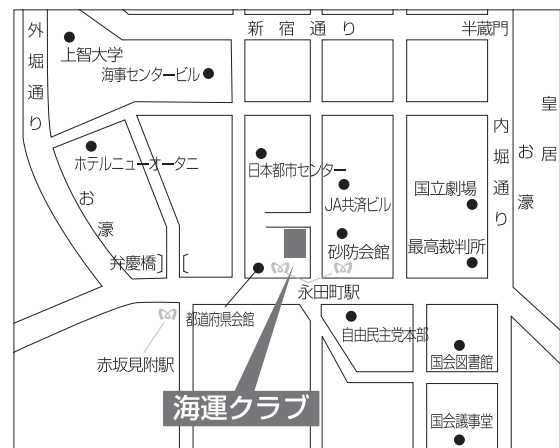 新宿通り
半蔵門
外堀通り
上智大学
海事センタービル
皇居
お濠
内堀通り
ホテルニューオータニ
日本都市センター
JA共済ビル
国立劇場
お濠
砂防会館
最高裁判所
弁慶橋
永田町駅
都道府県会館
自由民主党本部
赤坂見附駅
国会図書館
海運クラブ
国会議事堂